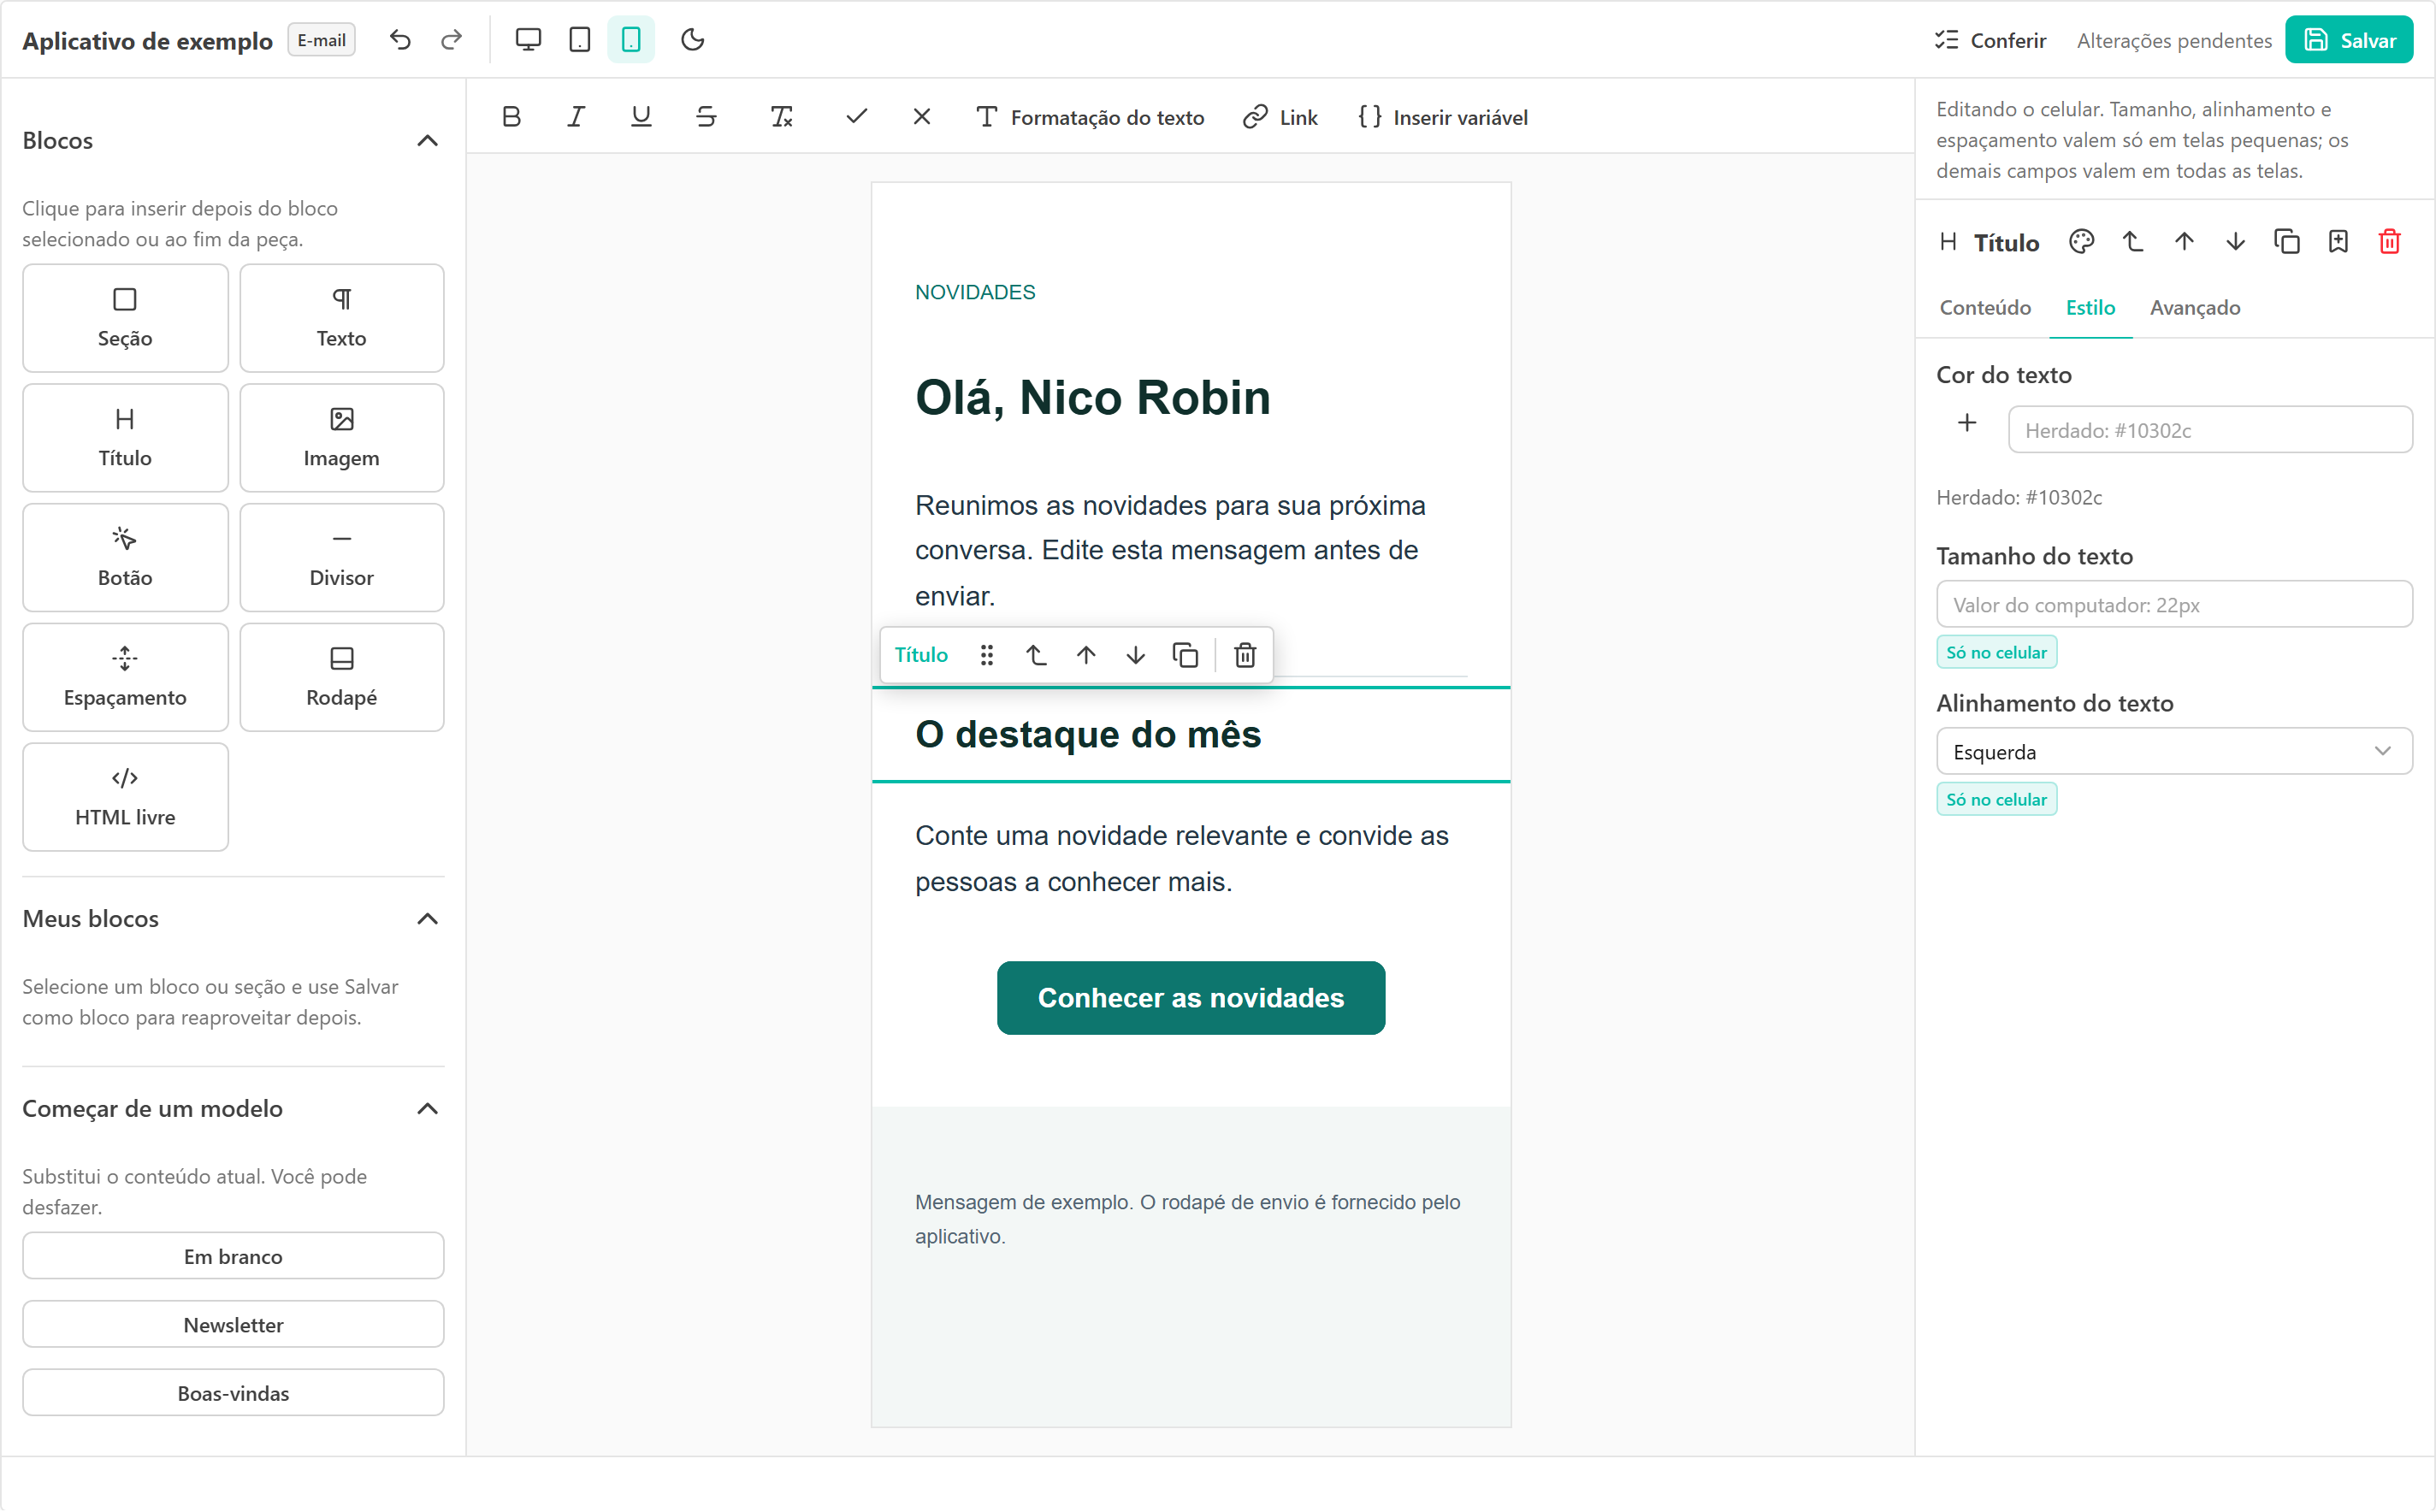 Aplicativo de exemplo
E-mail
Conferir
Alterações pendentes
Salvar
Blocos
Clique para inserir depois do bloco
selecionado ou ao fim da peça.
Seção
Texto
Título
Imagem
Botão
Divisor
Espaçamento
Rodapé
HTML livre
Meus blocos
Selecione um bloco ou seção e use Salvar
como bloco para reaproveitar depois.
Começar de um modelo
Substitui o conteúdo atual. Você pode
desfazer.
Em branco
Newsletter
Boas-vindas
Formatação do texto
Link
Inserir variável
NOVIDADES
Olá, Nico Robin
Reunimos as novidades para sua próxima
conversa. Edite esta mensagem antes de
enviar.
Título
O destaque do mês
Conte uma novidade relevante e convide as
pessoas a conhecer mais.
Conhecer as novidades
Mensagem de exemplo. O rodapé de envio é fornecido pelo
aplicativo.
Editando o celular. Tamanho, alinhamento e
espaçamento valem só em telas pequenas; os
demais campos valem em todas as telas.
Título
Conteúdo
Estilo
Avançado
Cor do texto
Herdado: #10302c
Herdado: #10302c
Tamanho do texto
Valor do computador: 22px
Só no celular
Alinhamento do texto
Esquerda
Só no celular